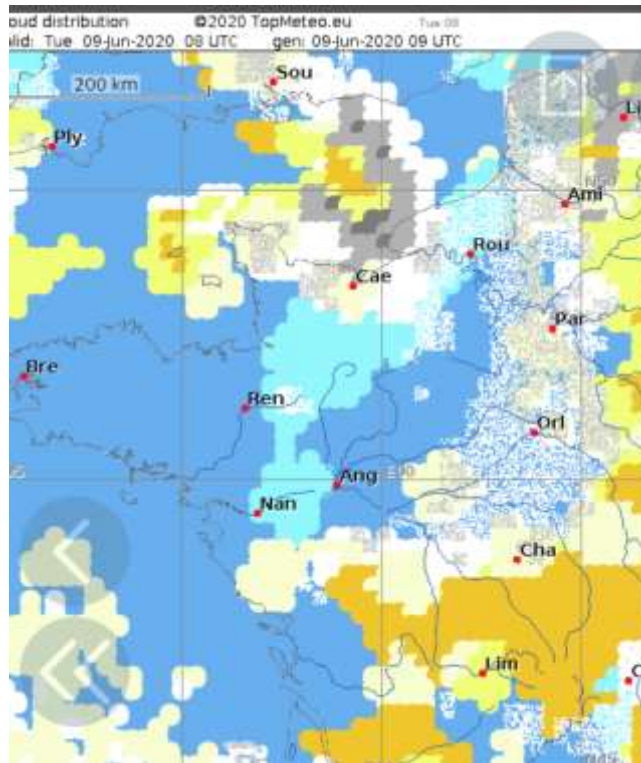 oud distribution ©2020 TopMeteo.eu Tue 09
alid: Tue 09-Jun-2020 08 UTC gen: 09-Jun-2020 09 UTC
Sou
200 km
Ply
Ami
Rou
Cae
Par
Bre
Ren
Orl
Ang
Nan
Cha
Lim